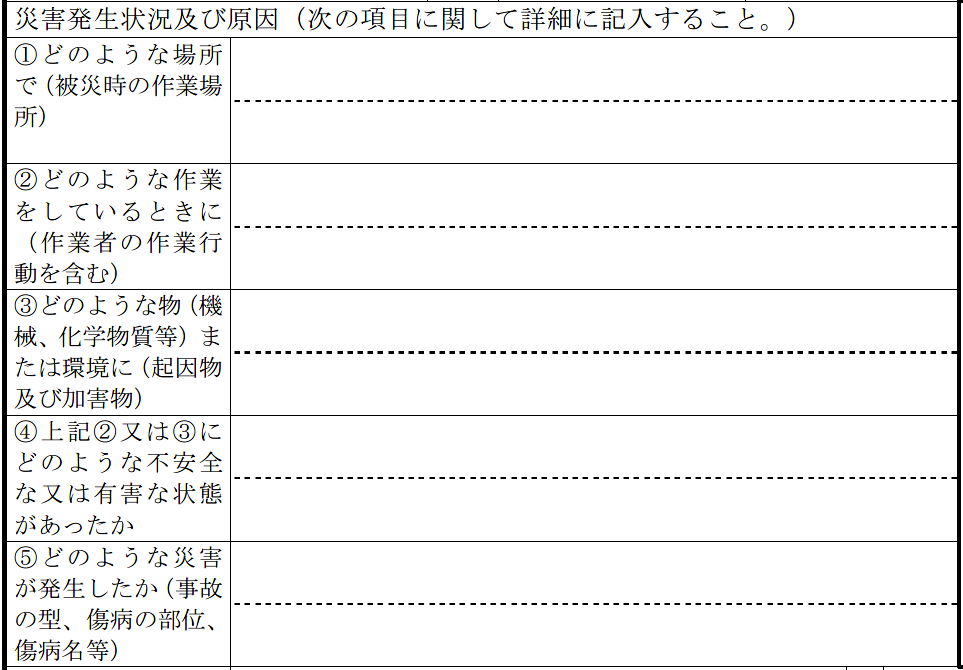 災害発生状況及び原因（次の項目に関して詳細に記入すること。）
①どのような場所
で（被災時の作業場
所）
②どのような作業
をしているときに
（作業者の作業行
動を含む）
③どのような物（機
械、化学物質等）ま
たは環境に（起因物
及び加害物）
④上記②又は③に
どのような不安全
な又は有害な状態
があったか
⑤どのような災害
が発生したか（事故
の型、傷病の部位、
傷病名等）